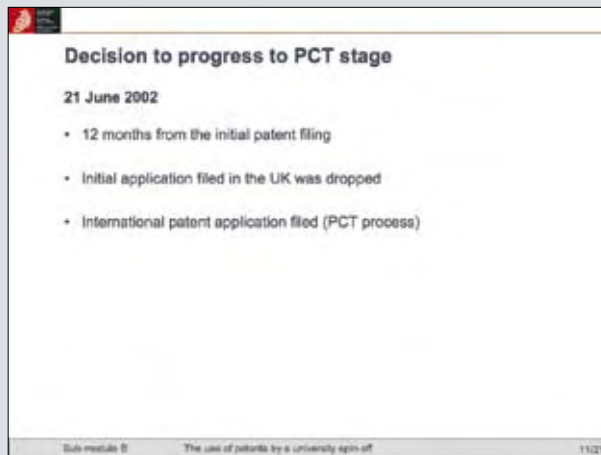 Decision to progress to PCT stage
21 June 2002
• 12 months from the initial patent filing
• Initial application filed in the UK was dropped
• International patent application filed (PCT process)
Sub-module B The use of patents by a university spin-off